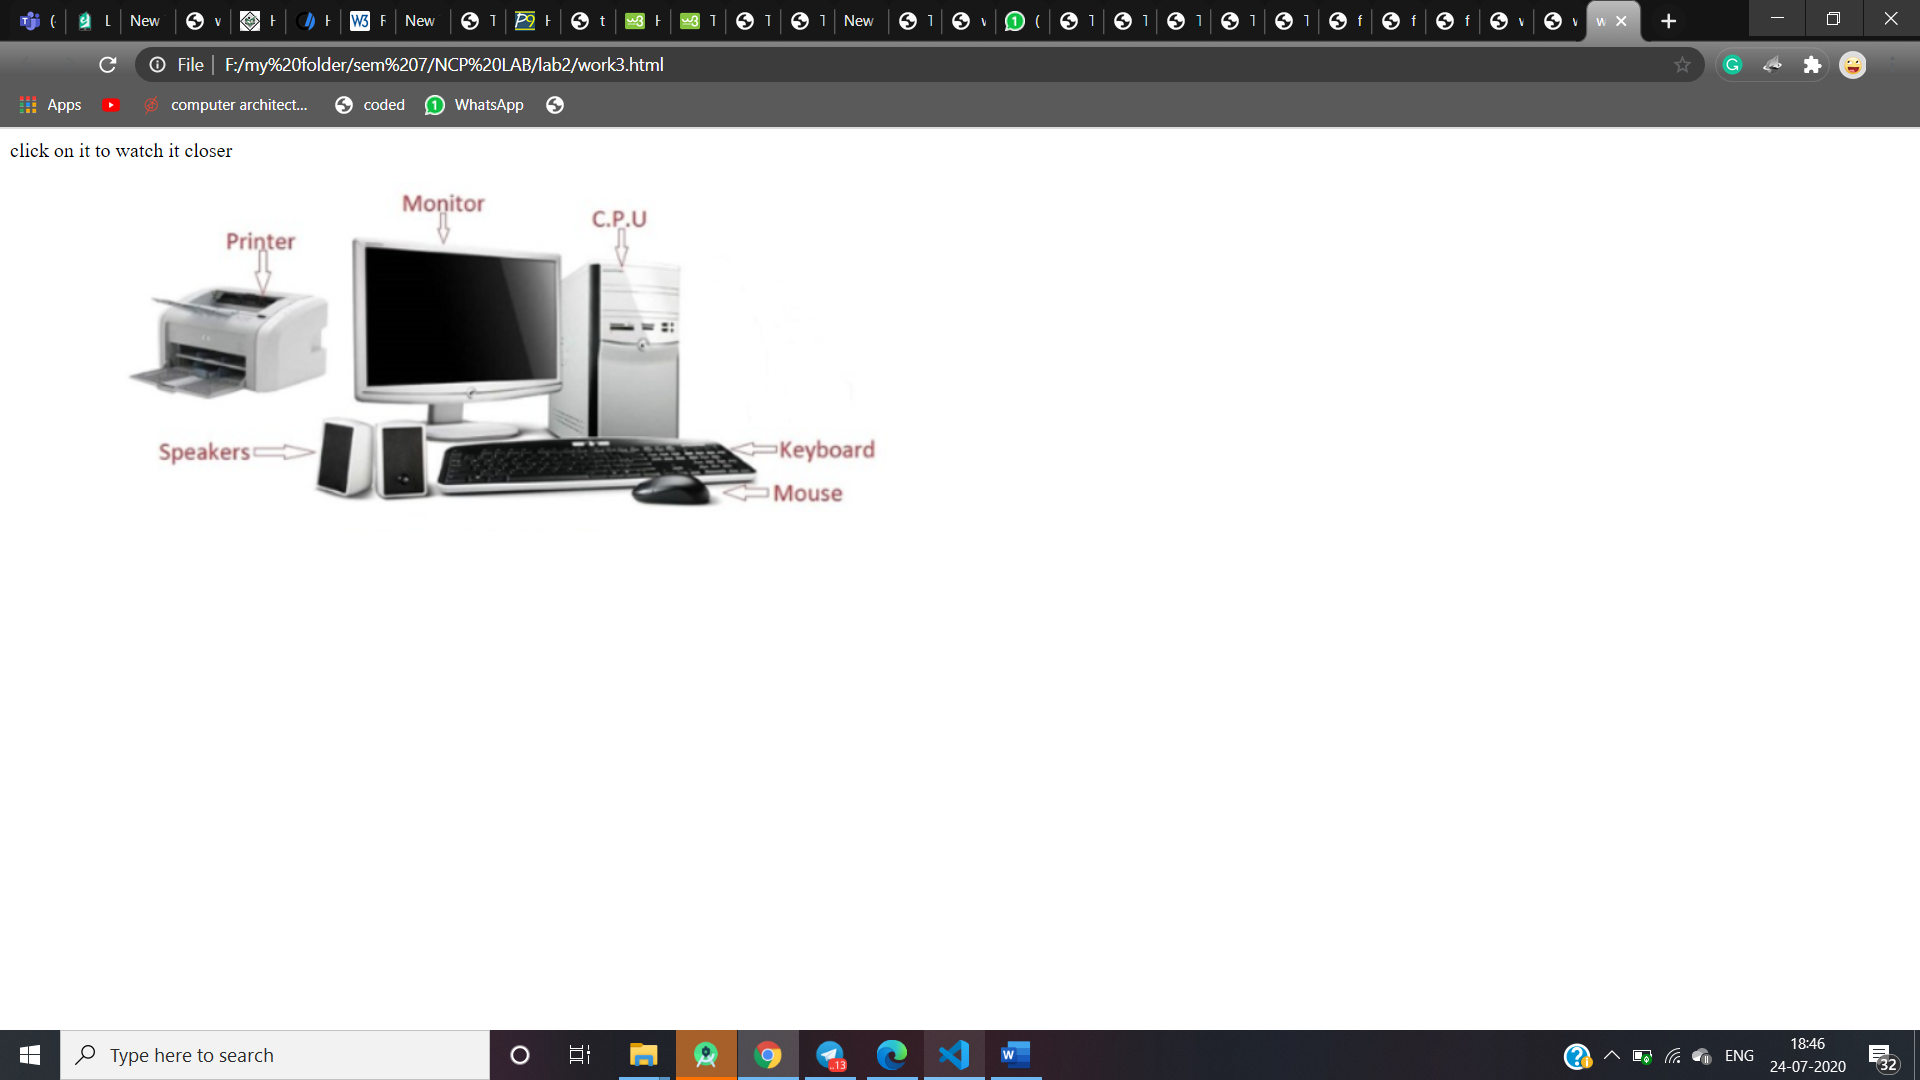 New
New
New
File
F:/my%20folder/sem%207/NCP%20LAB/lab2/work3.html
Apps
computer architect...
coded
WhatsApp
click on it to watch it closer
Monitor
C.P.U
Printer
Speakers
Keyboard
Mouse
Type here to search
ENG
18:46
24-07-2020
32